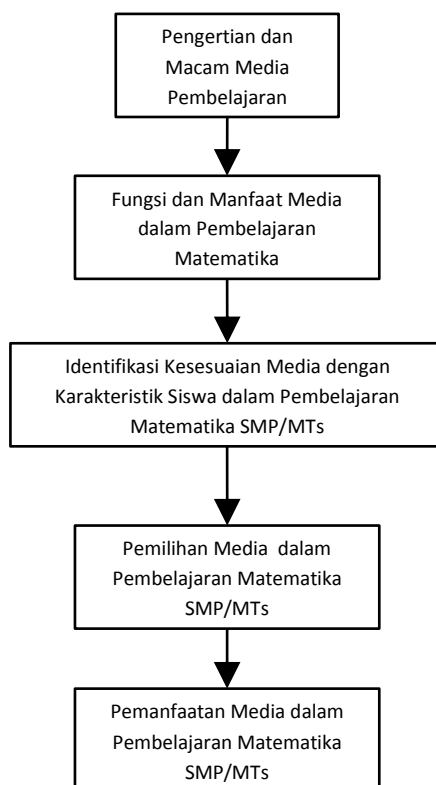 Pengertian dan
Macam Media
Pembelajaran
Fungsi dan Manfaat Media
dalam Pembelajaran
Matematika
Identifikasi Kesesuaian Media dengan
Karakteristik Siswa dalam Pembelajaran
Matematika SMP/MTs
Pemilihan Media dalam
Pembelajaran Matematika
SMP/MTs
Pemanfaatan Media dalam
Pembelajaran Matematika
SMP/MTs